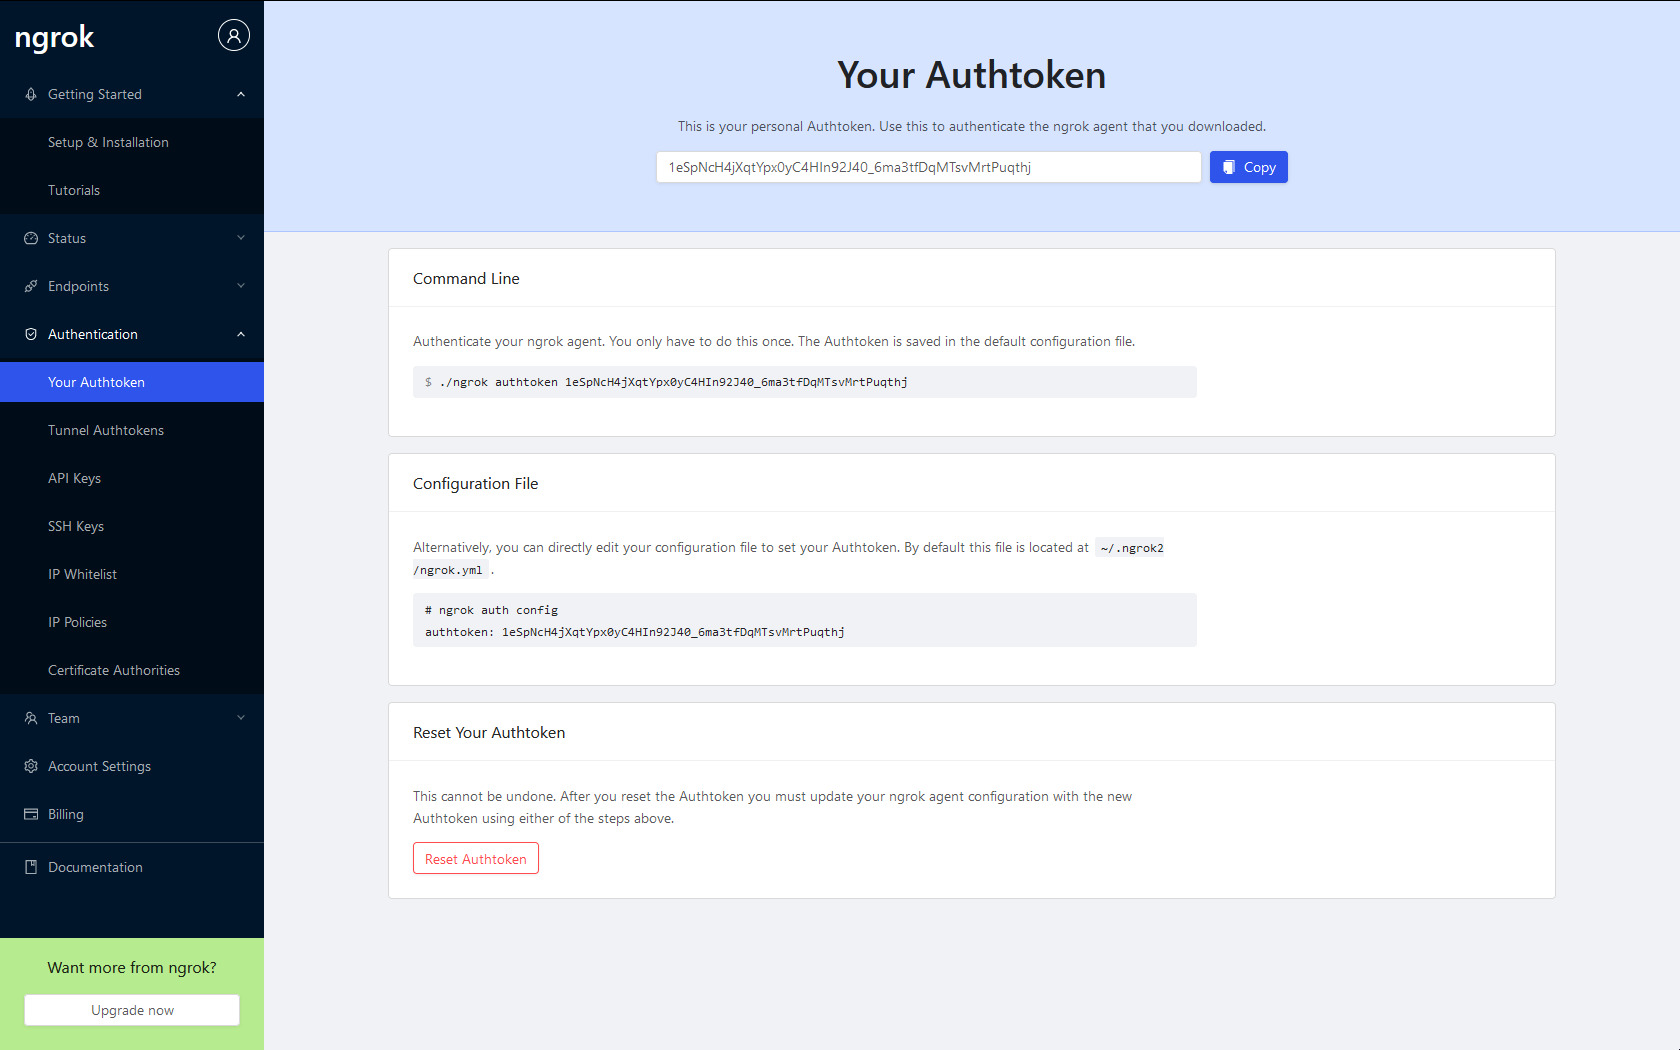 ngrok
Getting Started
Setup & Installation
Tutorials
Status
Endpoints
Authentication
Your Authtoken
Tunnel Authtokens
API Keys
SSH Keys
IP Whitelist
IP Policies
Certificate Authorities
Team
Account Settings
Billing
Documentation
Want more from ngrok?
Upgrade now
Your Authtoken
This is your personal Authtoken. Use this to authenticate the ngrok agent that you downloaded.
1eSpNcH4jXqtYpx0yC4HIn92J40_6ma3tfDqMTsvMrtPuqthj
Copy
Command Line
Authenticate your ngrok agent. You only have to do this once. The Authtoken is saved in the default configuration file.
$ ./ngrok authtoken 1eSpNcH4jXqtYpx0yC4HIn92J40_6ma3tfDqMTsvMrtPuqthj
Configuration File
Alternatively, you can directly edit your configuration file to set your Authtoken. By default this file is located at ~/.ngrok2
/ngrok.yml .
# ngrok auth config
authtoken: 1eSpNcH4jXqtYpx0yC4HIn92J40_6ma3tfDqMTsvMrtPuqthj
Reset Your Authtoken
This cannot be undone. After you reset the Authtoken you must update your ngrok agent configuration with the new
Authtoken using either of the steps above.
Reset Authtoken